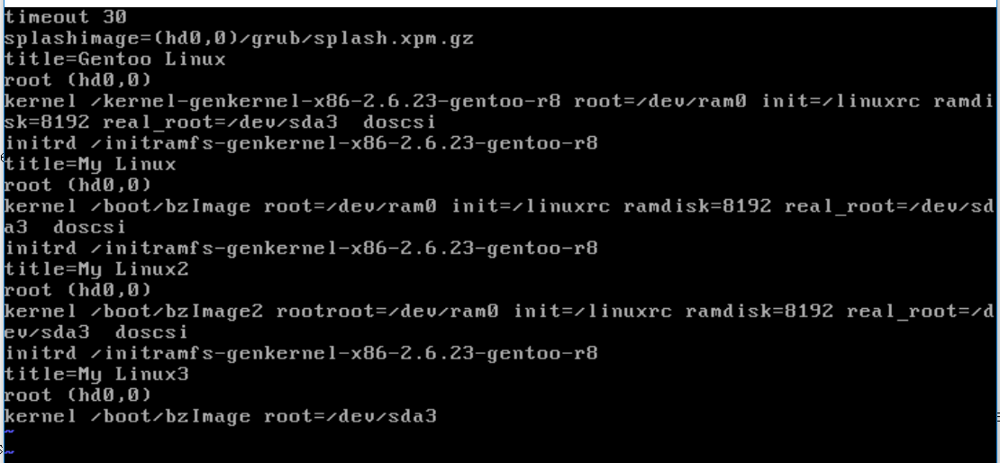 timeout 30
splashimage=(hd0,0)/grub/splash.xpm.gz
title=Gentoo Linux
root (hd0,0)
kernel /kernel-genkernel-x86-2.6.23-gentoo-r8 root=/dev/ram0 init=/linuxrc ramdi
sk=8192 real_root=/dev/sda3  doscsi
initrd /initramfs-genkernel-x86-2.6.23-gentoo-r8
title=My Linux
root (hd0,0)
kernel /boot/bzImage root=/dev/ram0 init=/linuxrc ramdisk=8192 real_root=/dev/sd
a3  doscsi
initrd /initramfs-genkernel-x86-2.6.23-gentoo-r8
title=My Linux2
root (hd0,0)
kernel /boot/bzImage2 rootroot=/dev/ram0 init=/linuxrc ramdisk=8192 real_root=/d
ev/sda3  doscsi
initrd /initramfs-genkernel-x86-2.6.23-gentoo-r8
title=My Linux3
root (hd0,0)
kernel /boot/bzImage root=/dev/sda3
~
~